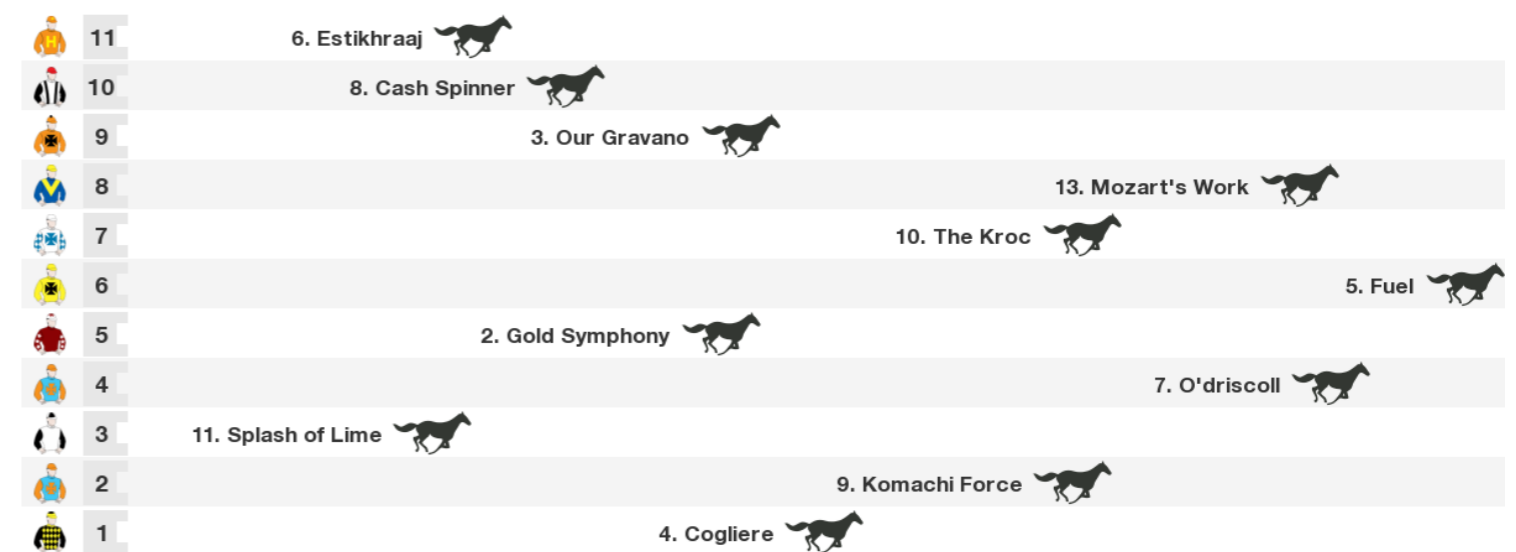 H 11 6. Estikhraaj
10 8. Cash Spinner
9 3. Our Gravano
8 13. Mozart's Work
7 10. The Kroc
6 5. Fuel
5 2. Gold Symphony
4 7. O'driscoll
3 11. Splash of Lime
2 9. Komachi Force
1 4. Cogliere